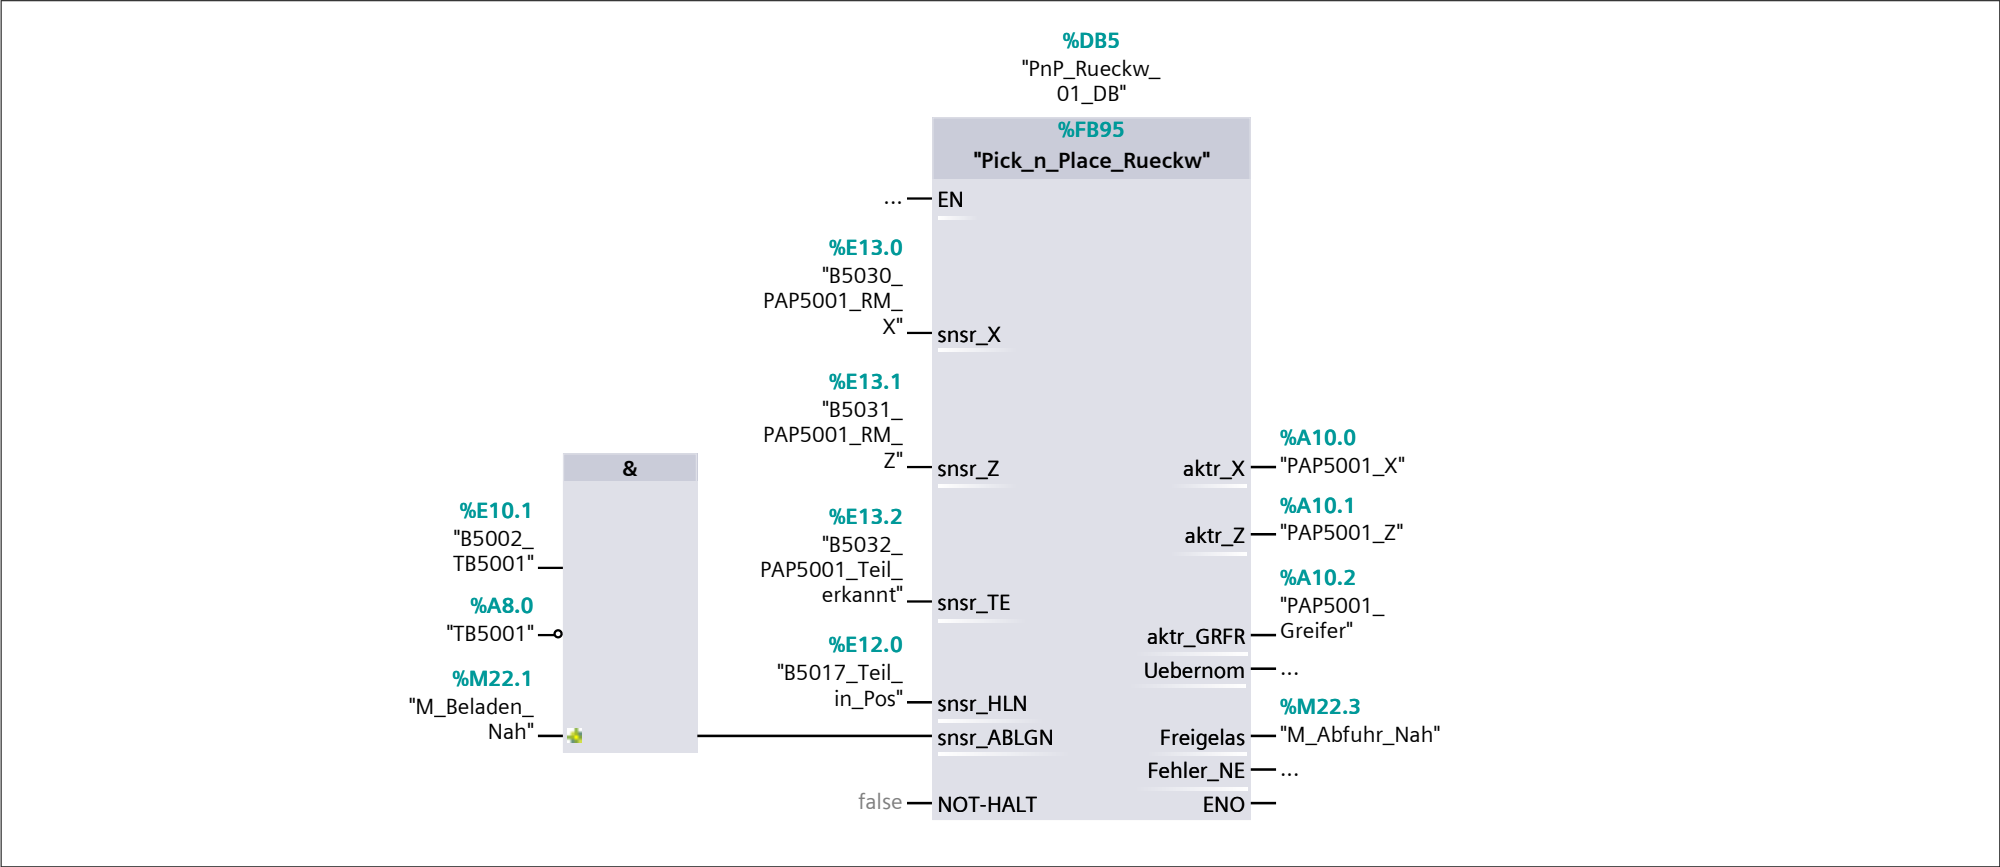 %DB5
"PnP_Rueckw_
01_DB"
%FB95
"Pick_n_Place_Rueckw"
... EN
%E13.0
"B5030_
PAP5001_RM_
X"
snsr_X
%E13.1
"B5031_
PAP5001_RM_
Z"
snsr_Z
&
%E10.1
"B5002_
TB5001"
%A8.0
"TB5001"
%M22.1
"M_Beladen_
Nah"
%E13.2
"B5032_
PAP5001_Teil_
erkannt"
snsr_TE
%E12.0
"B5017_Teil_
in_Pos"
snsr_HLN
snsr_ABLGN
false NOT-HALT
%A10.0
aktr_X "PAP5001_X"
%A10.1
aktr_Z "PAP5001_Z"
%A10.2
"PAP5001_
Greifer"
aktr_GRFR
Uebernom ...
%M22.3
Freigelas "M_Abfuhr_Nah"
Fehler_NE ...
ENO